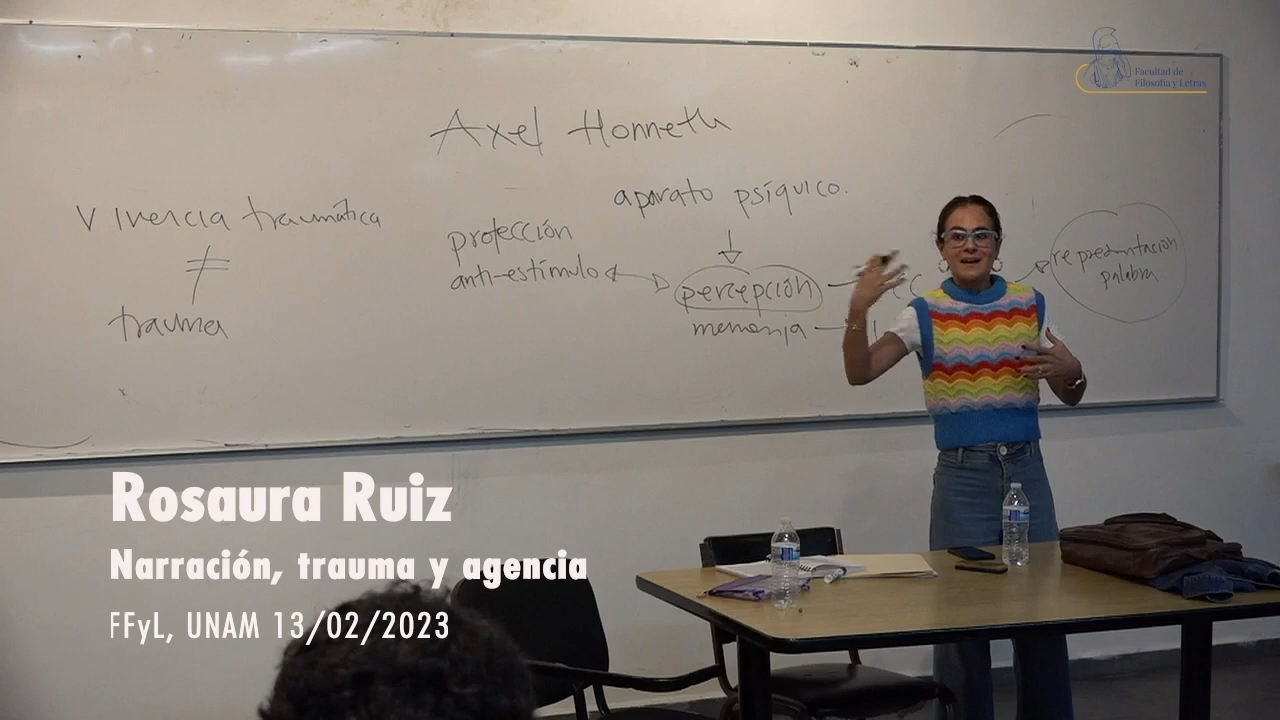 Facultad de
Filosofía y Letras
Axel Honneth
aparato psíquico.
vivencia traumática
≠
trauma
protección
anti-estímulo
percepción
memoria
representación
palabra
Rosaura Ruiz
Narración, trauma y agencia
FFyL, UNAM 13/02/2023